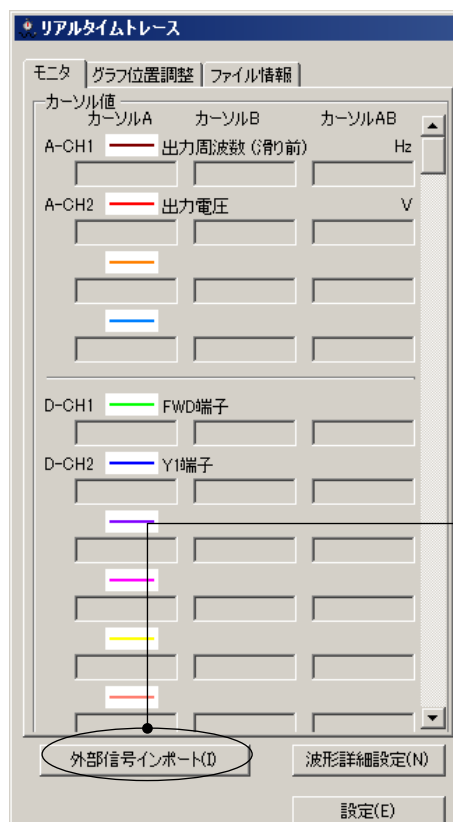 リアルタイムトレース
モニタ グラフ位置調整 ファイル情報
カーソル値
カーソルA カーソルB カーソルAB
A-CH1 出力周波数（滑り前） Hz
A-CH2 出力電圧 V
D-CH1 FWD端子
D-CH2 Y1端子
外部信号インポート(I) 波形詳細設定(N)
設定(E)